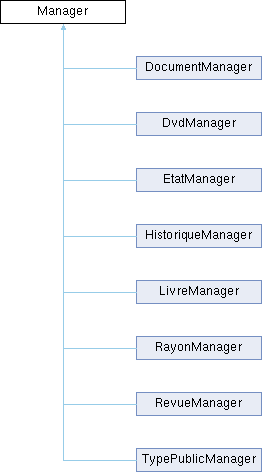 Manager
DocumentManager
DvdManager
EtatManager
HistoriqueManager
LivreManager
RayonManager
RevueManager
TypePublicManager